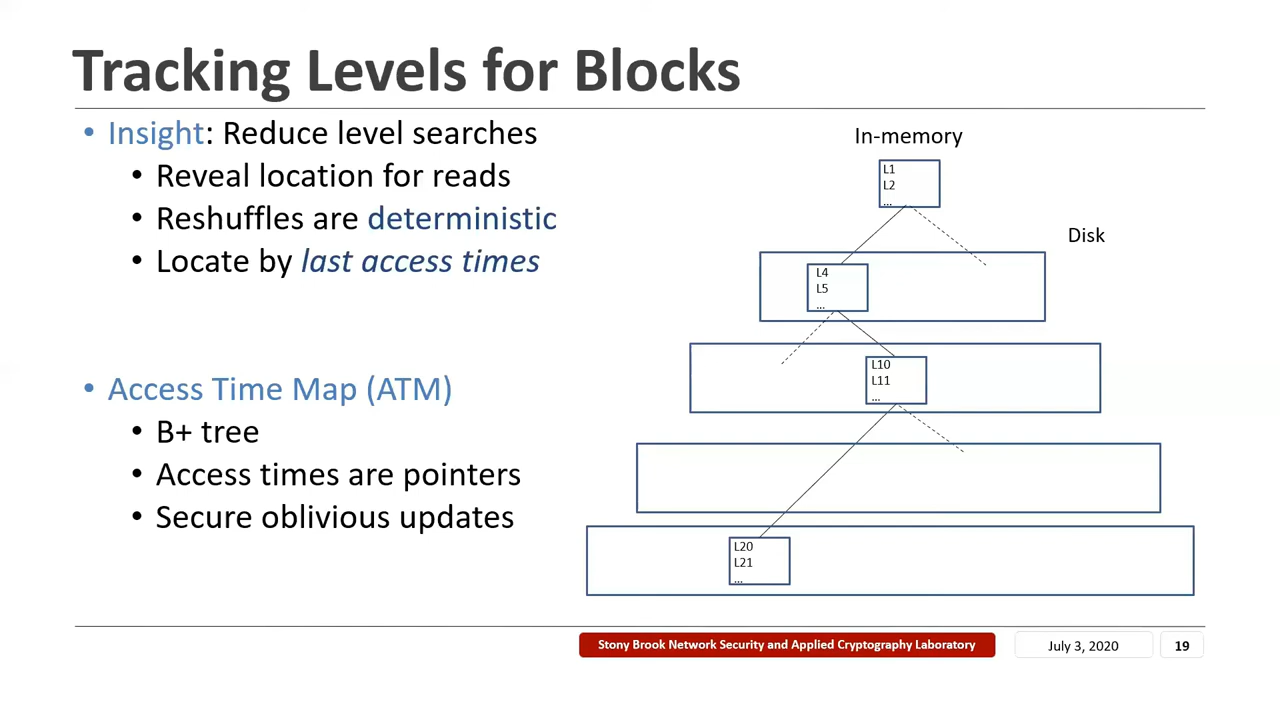 Tracking Levels for Blocks
• Insight: Reduce level searches
• Reveal location for reads
• Reshuffles are deterministic
• Locate by last access times
• Access Time Map (ATM)
• B+ tree
• Access times are pointers
• Secure oblivious updates
In-memory
L1
L2
...
Disk
L4
L5
...
L10
L11
...
L20
L21
...
Stony Brook Network Security and Applied Cryptography Laboratory
July 3, 2020
19